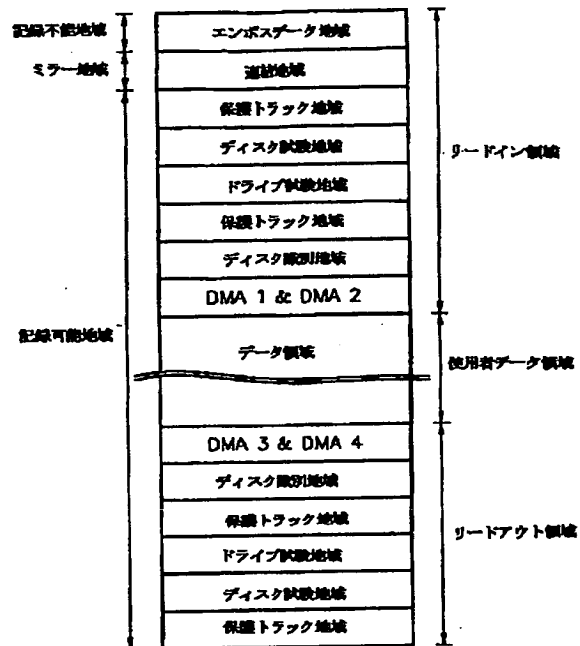 記録不能地域
ミラー地域
記録可能地域
エンボスデータ地域
連結地域
保護トラック地域
ディスク試験地域
ドライブ試験地域
保護トラック地域
ディスク識別地域
DMA 1 & DMA 2
データ領域
DMA 3 & DMA 4
ディスク識別地域
保護トラック地域
ドライブ試験地域
ディスク試験地域
保護トラック地域
リードイン領域
使用者データ領域
リードアウト領域